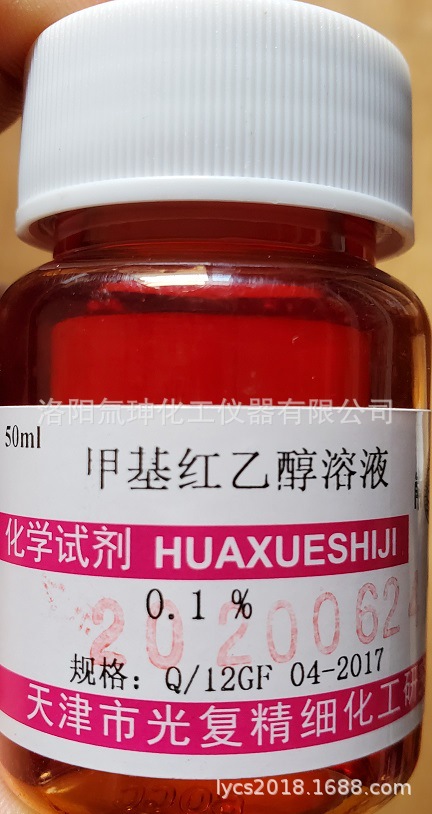 洛阳氚珅化工仪器有限公司
50ml
甲基红乙醇溶液
化学试剂 HUAXUESHIJI
0.1%
2020062
规格：Q/12GF 04-2017
天津市光复精细化工研
lycs2018.1688.com